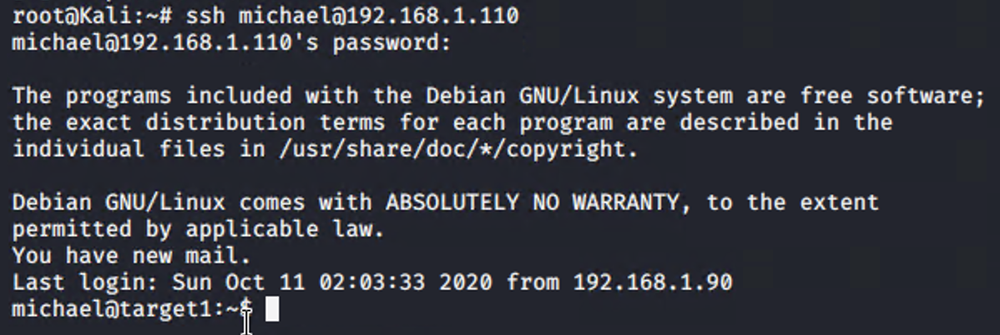 root@Kali:~# ssh michael@192.168.1.110
michael@192.168.1.110's password:
The programs included with the Debian GNU/Linux system are free software;
the exact distribution terms for each program are described in the
individual files in /usr/share/doc/*/copyright.
Debian GNU/Linux comes with ABSOLUTELY NO WARRANTY, to the extent
permitted by applicable law.
You have new mail.
Last login: Sun Oct 11 02:03:33 2020 from 192.168.1.90
michael@target1:~$